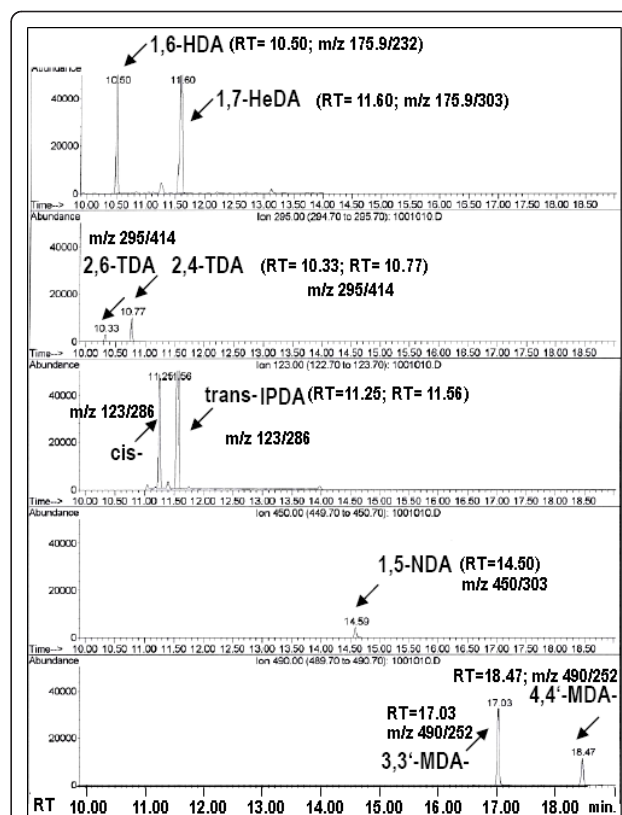 1,6-HDA (RT= 10.50; m/z 175.9/232)
Abundance
10.50 11.60
40000
1,7-HeDA (RT= 11.60; m/z 175.9/303)
20000
0
Time--> 10.00 10.50 11.00 11.50 12.00 12.50 13.00 13.50 14.00 14.50 15.00 15.50 16.00 16.50 17.00 17.50 18.00 18.50
Abundance Ion 295.00 (294.70 to 295.70): 1001010.D
m/z 295/414
40000
2,6-TDA 2,4-TDA (RT= 10.33; RT= 10.77)
m/z 295/414
20000
10.33 10.77
0
Time--> 10.00 10.50 11.00 11.50 12.00 12.50 13.00 13.50 14.00 14.50 15.00 15.50 16.00 16.50 17.00 17.50 18.00 18.50
Abundance Ion 123.00 (122.70 to 123.70): 1001010.D
11.56
40000
trans-IPDA (RT=11.25; RT= 11.56)
m/z 123/286
m/z 123/286
20000
cis-
0
Time--> 10.00 10.50 11.00 11.50 12.00 12.50 13.00 13.50 14.00 14.50 15.00 15.50 16.00 16.50 17.00 17.50 18.00 18.50
Abundance Ion 450.00 (449.70 to 450.70): 1001010.D
40000
1,5-NDA (RT=14.50)
m/z 450/303
20000
14.59
0
Time--> 10.00 10.50 11.00 11.50 12.00 12.50 13.00 13.50 14.00 14.50 15.00 15.50 16.00 16.50 17.00 17.50 18.00 18.50
Abundance Ion 490.00 (489.70 to 490.70): 1001010.D
RT=18.47; m/z 490/252
40000
4,4'-MDA-
RT=17.03
m/z 490/252
17.03
3,3'-MDA-
20000
18.47
0
RT 10.00 11.00 12.00 13.00 14.00 15.00 16.00 17.00 18.00 min.